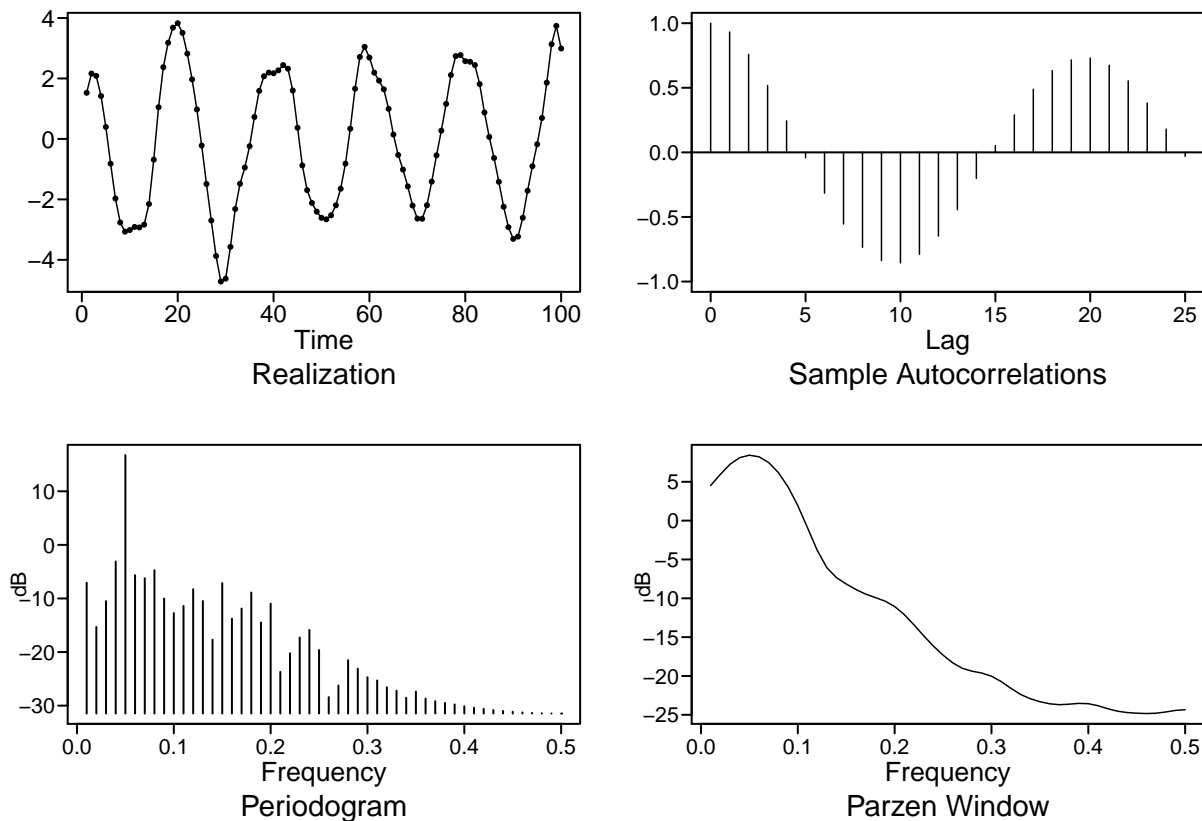 4
2
0
−2
−4
0 20 40 60 80 100
Time
Realization
1.0
0.5
0.0
−0.5
−1.0
0 5 10 15 20 25
Lag
Sample Autocorrelations
10
0
−10
−20
−30
dB
0.0 0.1 0.2 0.3 0.4 0.5
Frequency
Periodogram
5
0
−5
−10
−15
−20
−25
dB
0.0 0.1 0.2 0.3 0.4 0.5
Frequency
Parzen Window